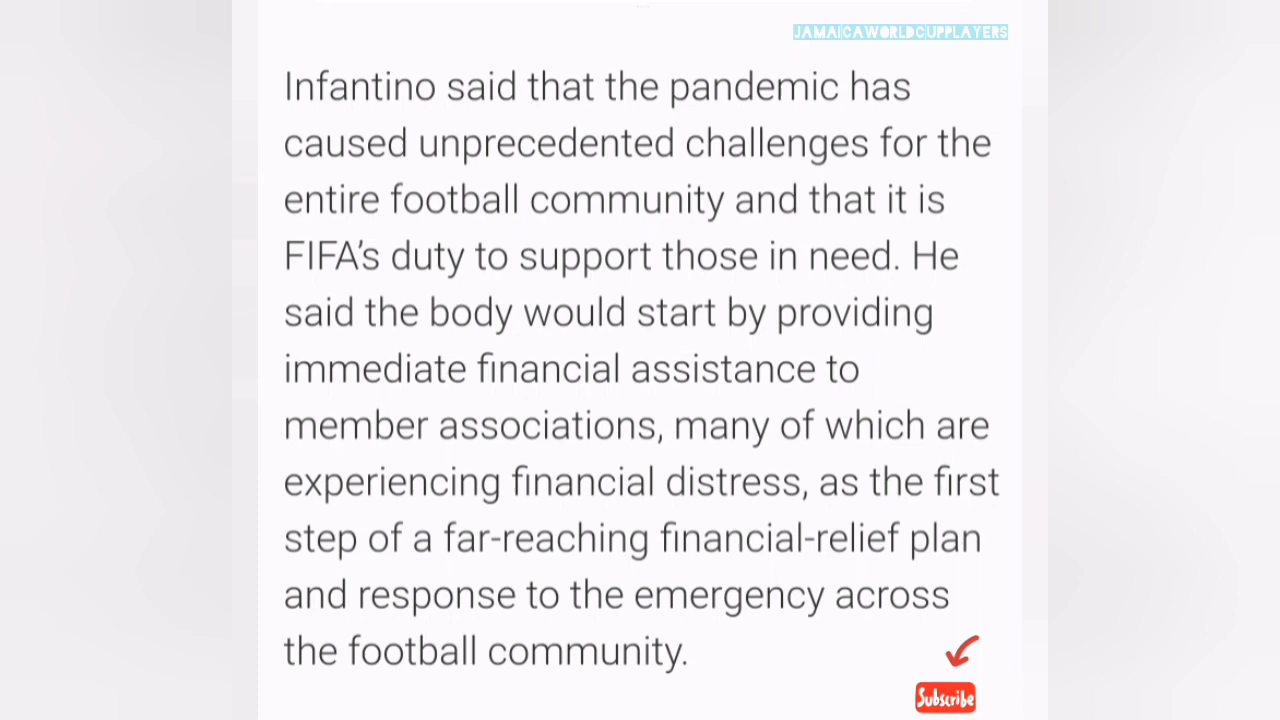 JAMAICAWORLDCUPPLAYERS
Infantino said that the pandemic has
caused unprecedented challenges for the
entire football community and that it is
FIFA's duty to support those in need. He
said the body would start by providing
immediate financial assistance to
member associations, many of which are
experiencing financial distress, as the first
step of a far-reaching financial-relief plan
and response to the emergency across
the football community.
Subscribe